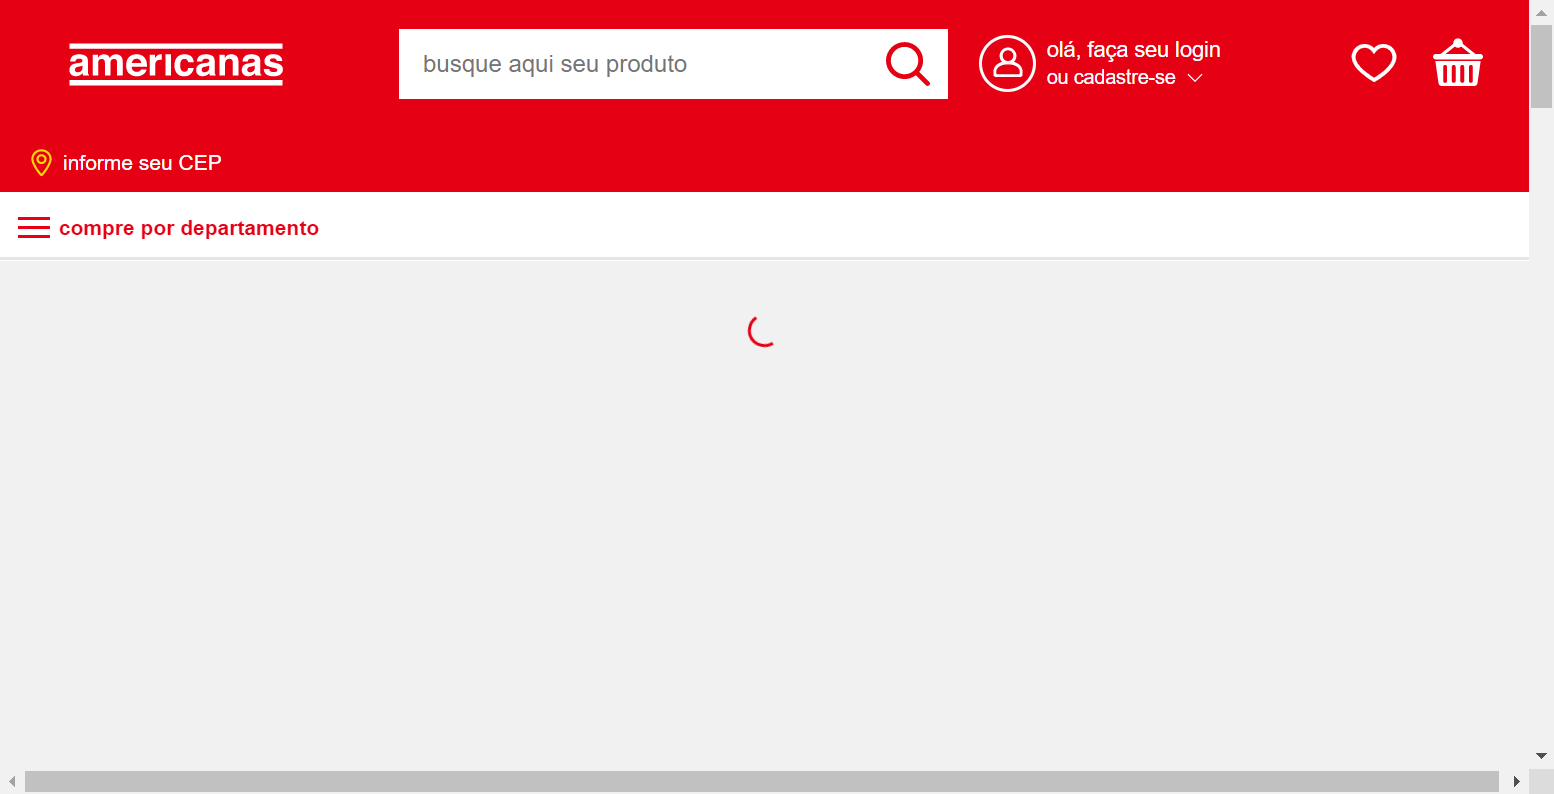 americanas
busque aqui seu produto
olá, faça seu login
ou cadastre-se
informe seu CEP
compre por departamento